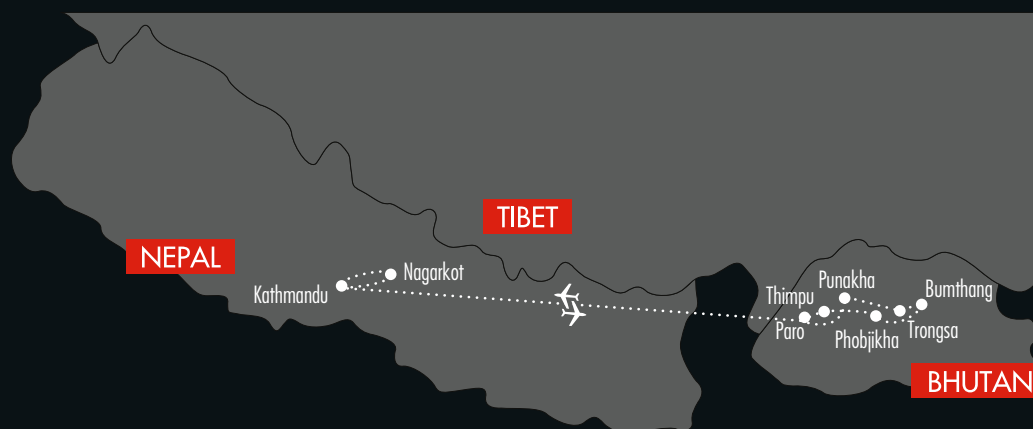 TIBET
NEPAL
Nagarkot
Kathmandu
Punakha
Bumthang
Thimpu
Paro
Trongsa
Phobjikha
BHUTAN